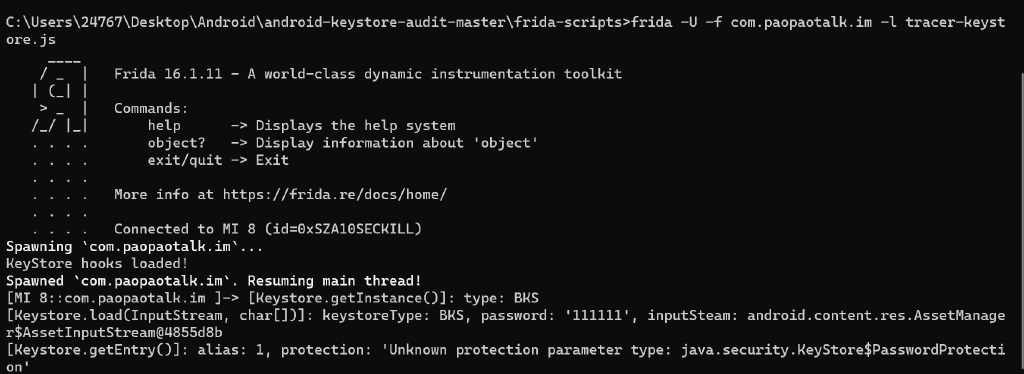 C:\Users\24767\Desktop\Android\android-keystore-audit-master\frida-scripts>frida -U -f com.paopaotalk.im -l tracer-keyst
ore.js
     ____
    / _  |   Frida 16.1.11 - A world-class dynamic instrumentation toolkit
   | (_| |
    > _  |   Commands:
   /_/ |_|       help      -> Displays the help system
   . . . .       object?   -> Display information about 'object'
   . . . .       exit/quit -> Exit
   . . . .
   . . . .   More info at https://frida.re/docs/home/
   . . . .
   . . . .   Connected to MI 8 (id=0xSZA10SECKILL)
Spawning `com.paopaotalk.im`...
KeyStore hooks loaded!
Spawned `com.paopaotalk.im`. Resuming main thread!
[MI 8::com.paopaotalk.im ]-> [Keystore.getInstance()]: type: BKS
[Keystore.load(InputStream, char[])]: keystoreType: BKS, password: '111111', inputSteam: android.content.res.AssetManage
r$AssetInputStream@4855d8b
[Keystore.getEntry()]: alias: 1, protection: 'Unknown protection parameter type: java.security.KeyStore$PasswordProtecti
on'